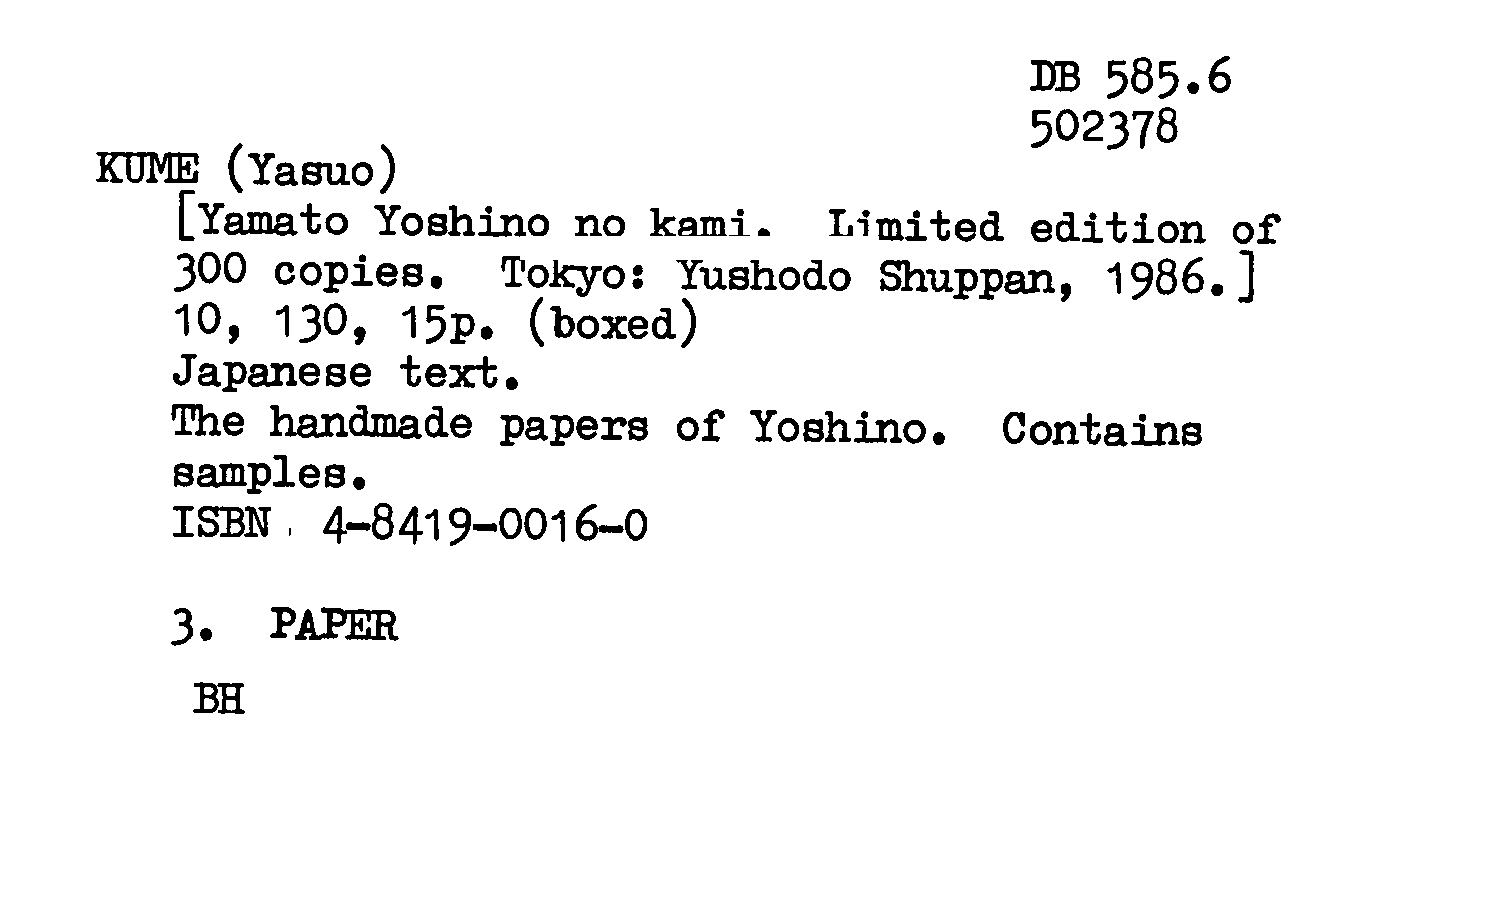 DB 585.6
502378
KUME (Yasuo)
[Yamato Yoshino no kami. Limited edition of
300 copies. Tokyo: Yushodo Shuppan, 1986.]
10, 130, 15p. (boxed)
Japanese text.
The handmade papers of Yoshino. Contains
samples.
ISBN 4-8419-0016-0
3. PAPER
BH